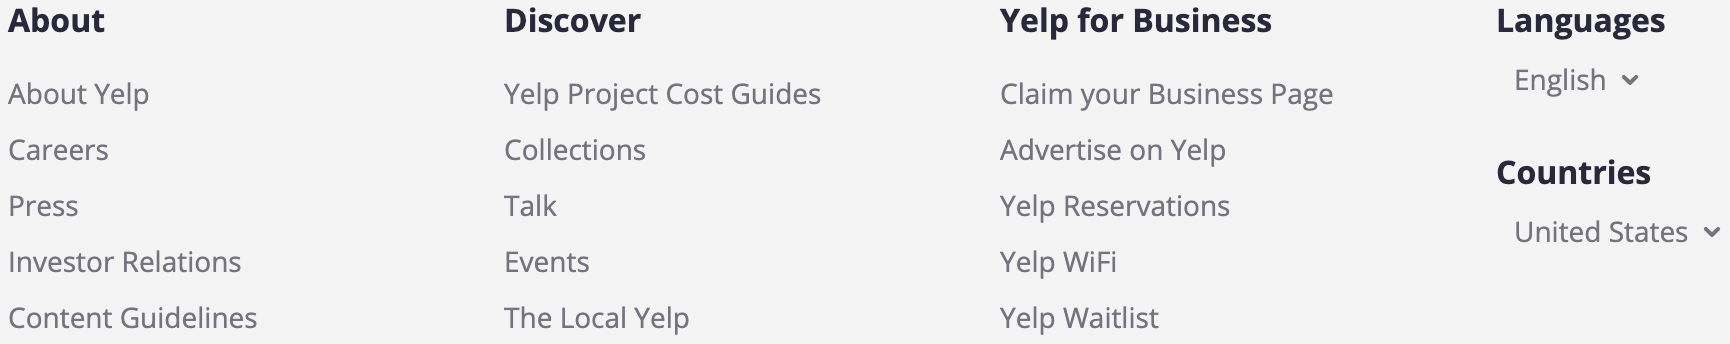 About
About Yelp
Careers
Press
Investor Relations
Content Guidelines
Discover
Yelp Project Cost Guides
Collections
Talk
Events
The Local Yelp
Yelp for Business
Claim your Business Page
Advertise on Yelp
Yelp Reservations
Yelp WiFi
Yelp Waitlist
Languages
English
Countries
United States